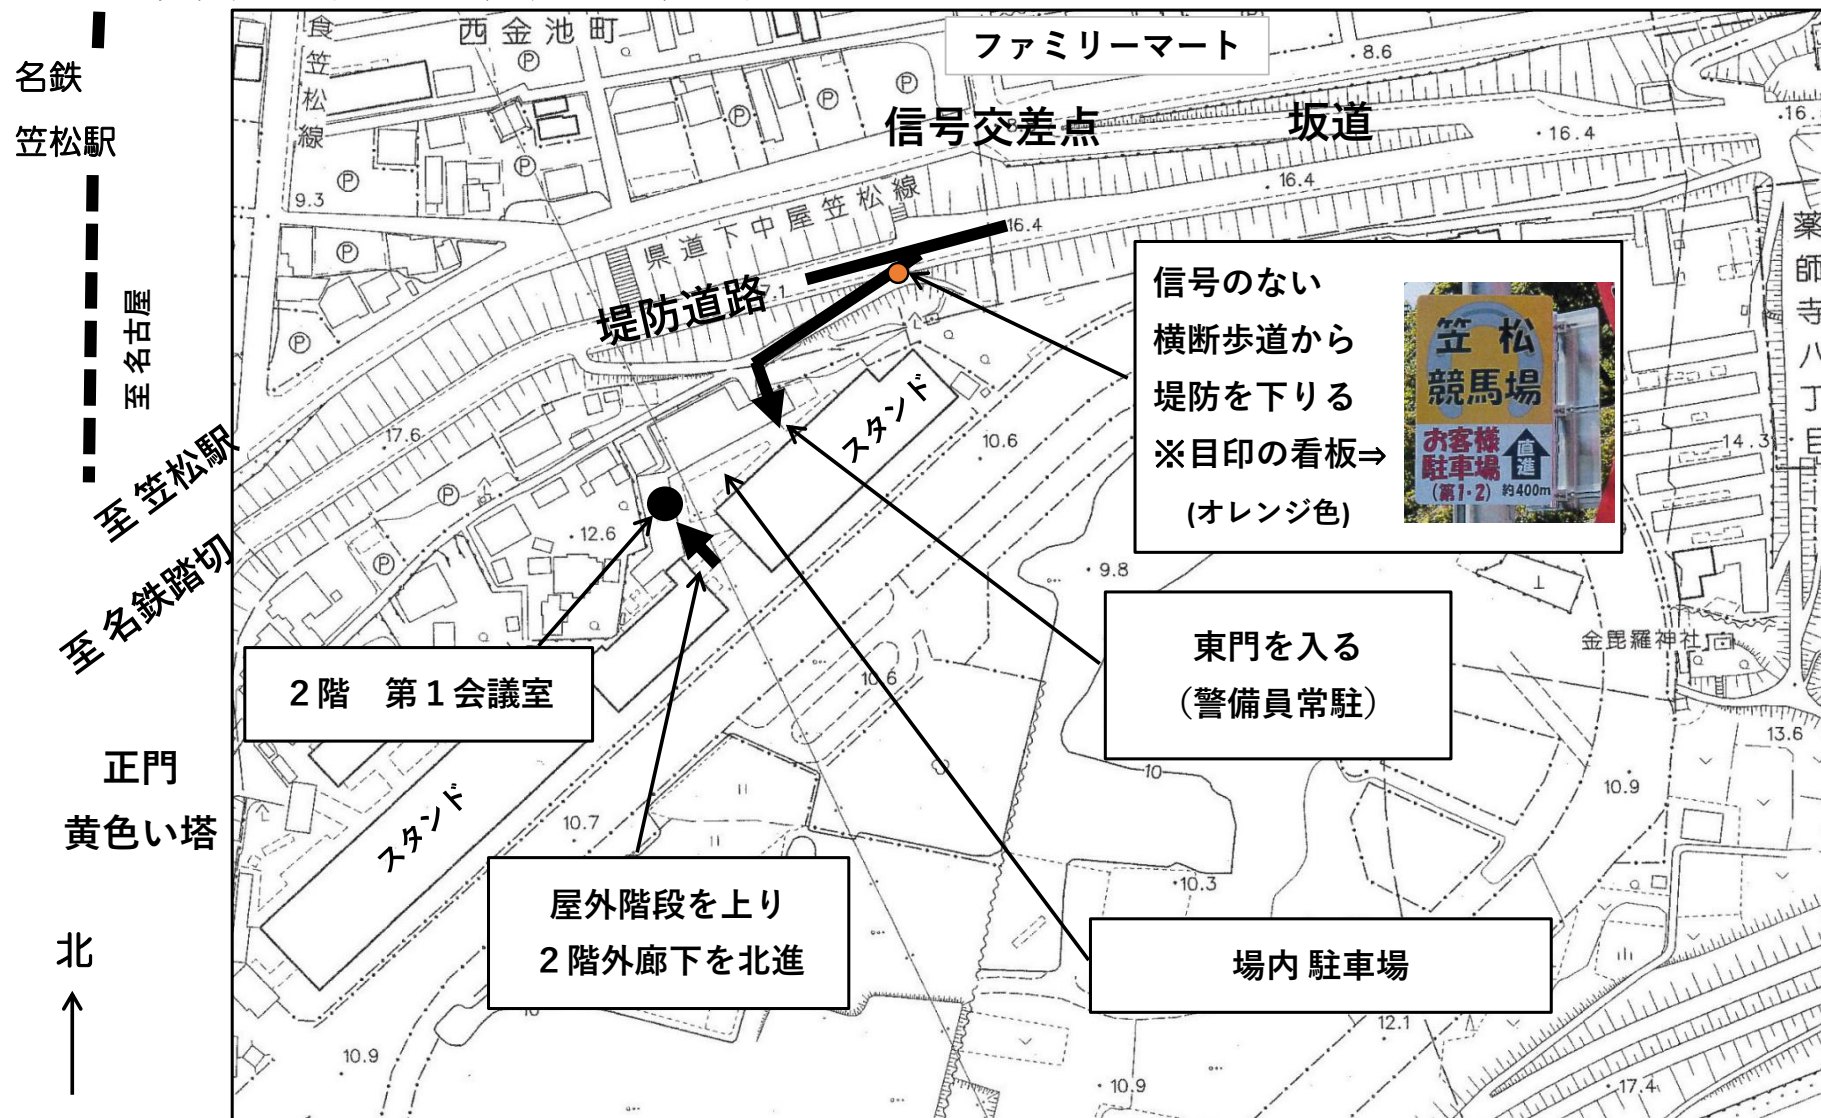 名鉄
笠松駅
至 名古屋
至 笠松駅
至 名鉄踏切
正門
黄色い塔
北
食笠松線
西金池町
ファミリーマート
8.6
信号交差点
坂道
16.4
16.4
16.4
9.3
県道下中屋笠松線
堤防道路
薬師寺八丁目
信号のない
横断歩道から
堤防を下りる
※目印の看板⇒
(オレンジ色)
笠松
競馬場
お客様
駐車場
(第1・2)
直進
約400m
スタンド
17.6
10.6
14.3
12.6
9.8
東門を入る
（警備員常駐）
金毘羅神社
２階　第１会議室
10.6
13.6
10
10.9
スタンド
10.7
屋外階段を上り
２階外廊下を北進
10.3
場内 駐車場
12.1
10.9
10.9
17.4